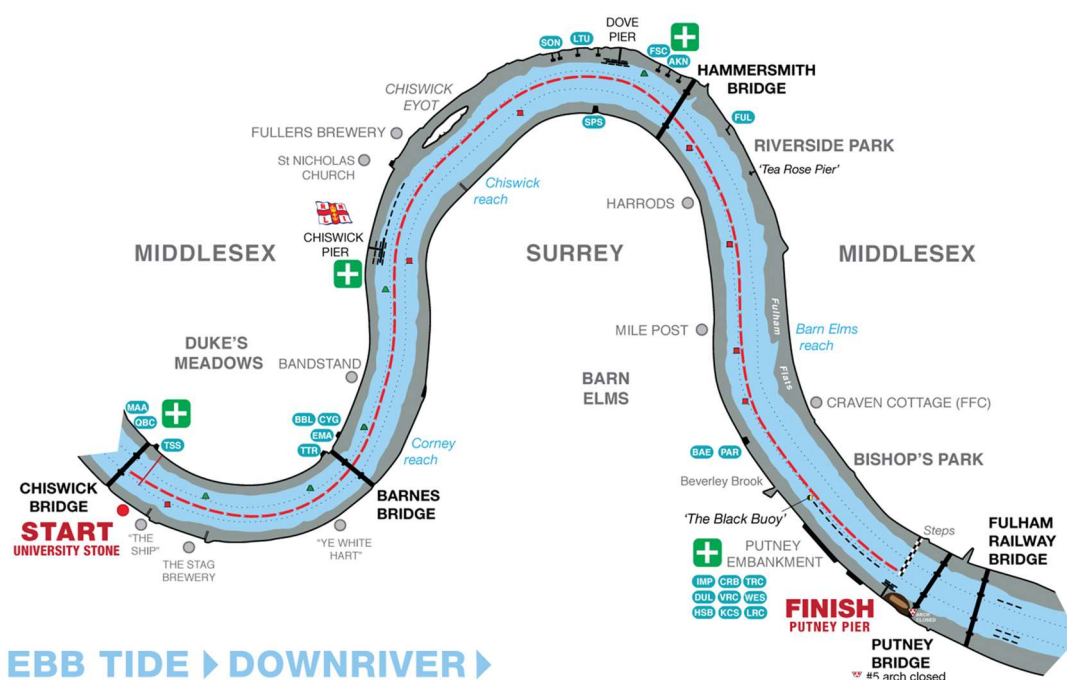 DOVE
PIER
SON
LTU
FSC
AKN
HAMMERSMITH
BRIDGE
CHISWICK
EYOT
FULLERS BREWERY
SPS
FUL
RIVERSIDE PARK
'Tea Rose Pier'
St NICHOLAS
CHURCH
Chiswick
reach
HARRODS
RNLI
CHISWICK
PIER
MIDDLESEX
SURREY
MIDDLESEX
Fulham
Flats
MILE POST
Barn Elms
reach
DUKE'S
MEADOWS
BANDSTAND
BARN
ELMS
CRAVEN COTTAGE (FFC)
MAA
QBC
TSS
BBL
CYG
EMA
TTR
Corney
reach
BAE
PAR
BISHOP'S PARK
Beverley Brook
CHISWICK
BRIDGE
START
UNIVERSITY STONE
"THE
SHIP"
THE STAG
BREWERY
"YE WHITE
HART"
BARNES
BRIDGE
'The Black Buoy'
Steps
FULHAM
RAILWAY
BRIDGE
PUTNEY
EMBANKMENT
IMP CRB TRC
DUL VRC WES
HSB KCS LRC
FINISH
PUTNEY PIER
ARCH
CLOSED
PUTNEY
BRIDGE
#5 arch closed
EBB TIDE DOWNRIVER